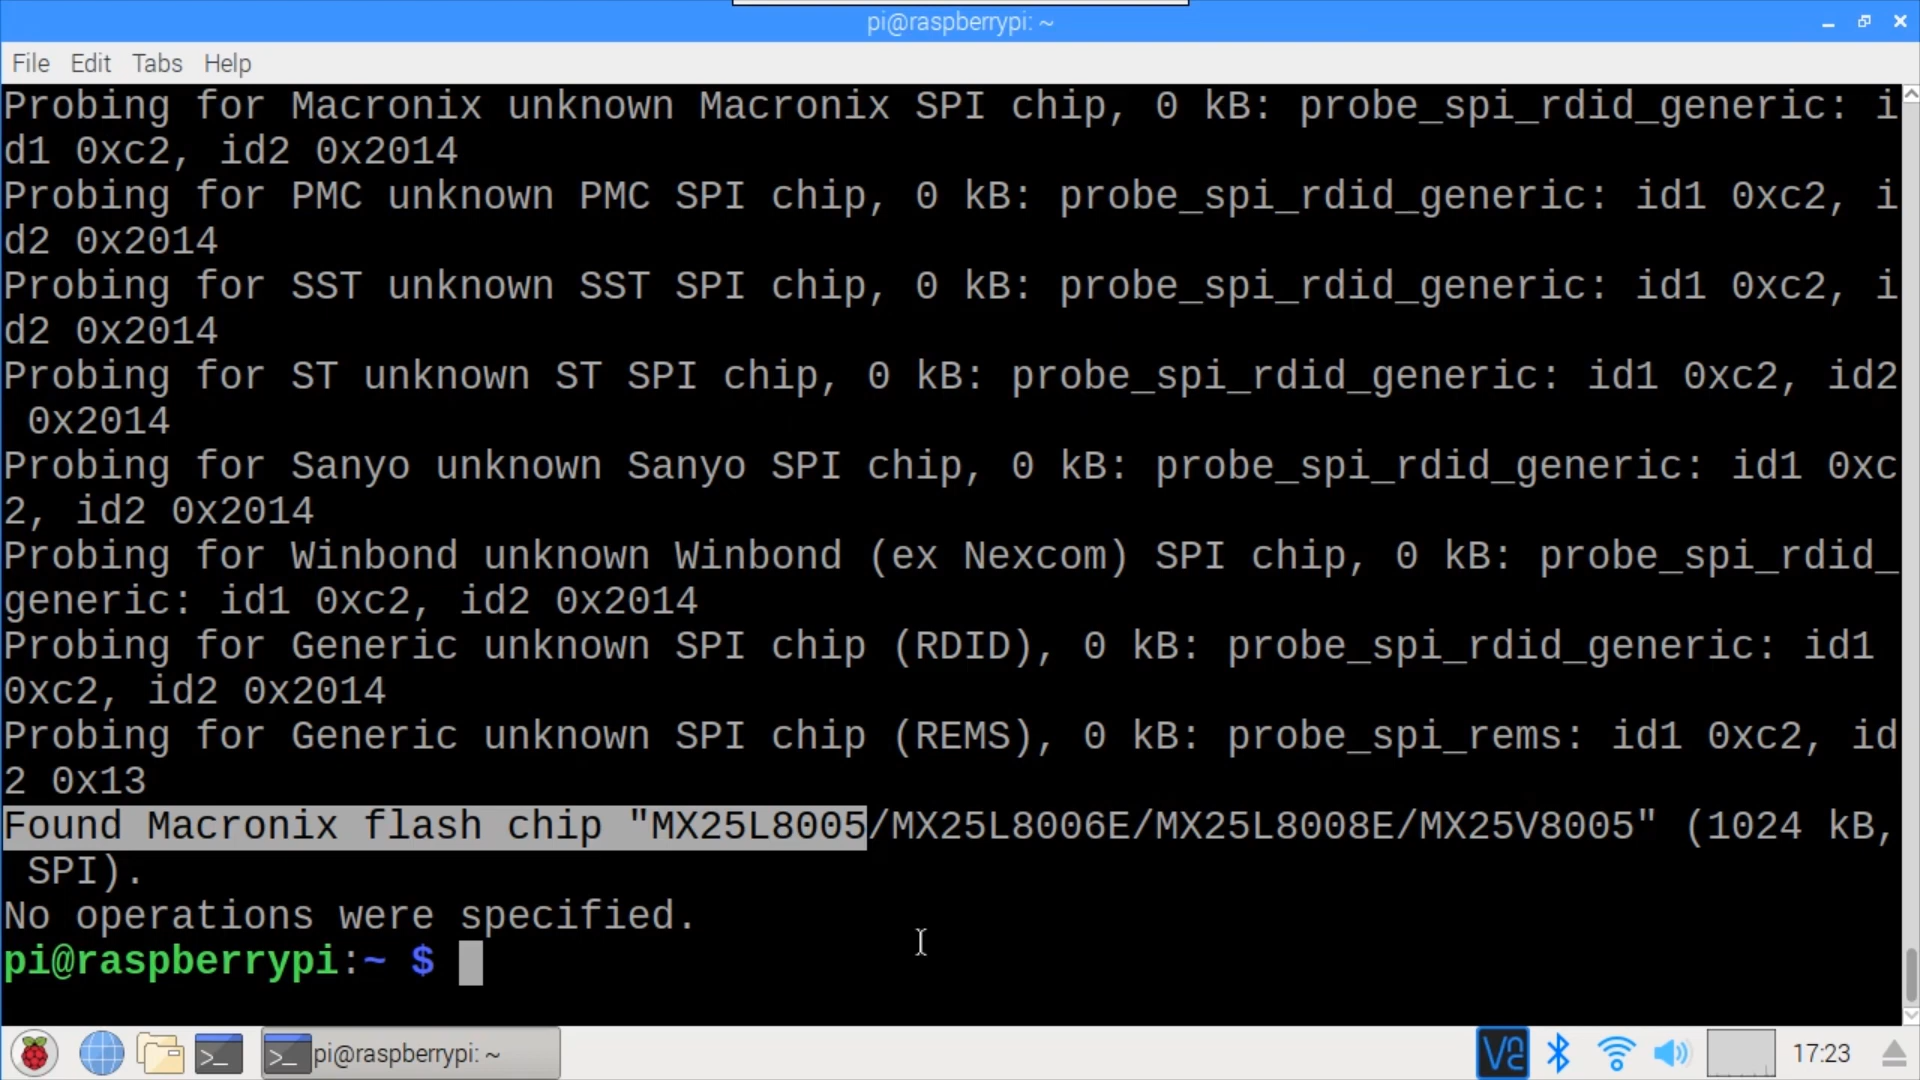 pi@raspberrypi: ~
File Edit Tabs Help
Probing for Macronix unknown Macronix SPI chip, 0 kB: probe_spi_rdid_generic: i
d1 0xc2, id2 0x2014
Probing for PMC unknown PMC SPI chip, 0 kB: probe_spi_rdid_generic: id1 0xc2, i
d2 0x2014
Probing for SST unknown SST SPI chip, 0 kB: probe_spi_rdid_generic: id1 0xc2, i
d2 0x2014
Probing for ST unknown ST SPI chip, 0 kB: probe_spi_rdid_generic: id1 0xc2, id2
 0x2014
Probing for Sanyo unknown Sanyo SPI chip, 0 kB: probe_spi_rdid_generic: id1 0xc
2, id2 0x2014
Probing for Winbond unknown Winbond (ex Nexcom) SPI chip, 0 kB: probe_spi_rdid_
generic: id1 0xc2, id2 0x2014
Probing for Generic unknown SPI chip (RDID), 0 kB: probe_spi_rdid_generic: id1
0xc2, id2 0x2014
Probing for Generic unknown SPI chip (REMS), 0 kB: probe_spi_rems: id1 0xc2, id
2 0x13
Found Macronix flash chip "MX25L8005/MX25L8006E/MX25L8008E/MX25V8005" (1024 kB,
 SPI).
No operations were specified.
pi@raspberrypi:~ $
pi@raspberrypi: ~ 17:23